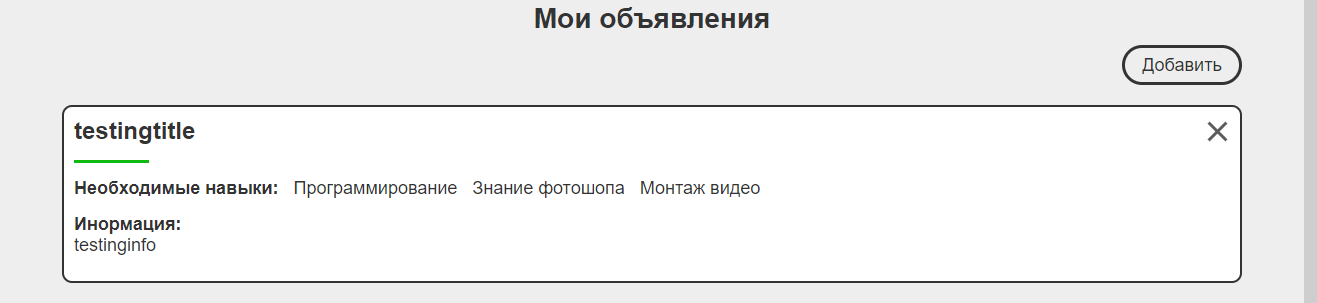 Мои объявления
Добавить
testingtitle
Необходимые навыки: Программирование Знание фотошопа Монтаж видео
Инормация:
testinginfo